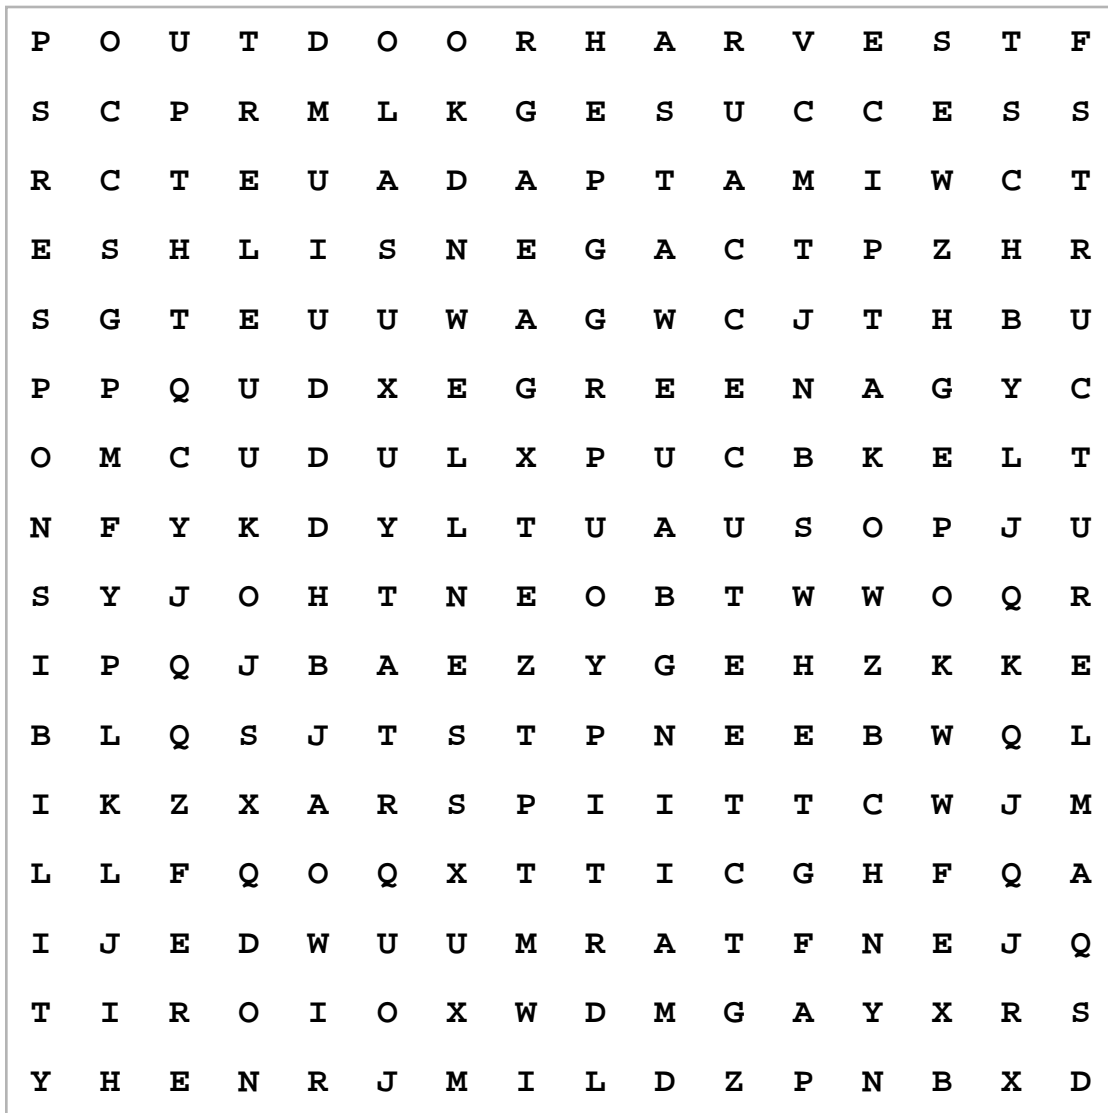 P O U T D O O R H A R V E S T F
S C P R M L K G E S U C C E S S
R C T E U A D A P T A M I W C T
E S H L I S N E G A C T P Z H R
S G T E U U W A G W C J T H B U
P P Q U D X E G R E E N A G Y C
O M C U D U L X P U C B K E L T
N F Y K D Y L T U A U S O P J U
S Y J O H T N E O B T W W O Q R
I P Q J B A E Z Y G E H Z K K E
B L Q S J T S T P N E E B W Q L
I K Z X A R S P I I T T C W J M
L L F Q O Q X T T I C G H F Q A
I J E D W U U M R A T F N E J Q
T I R O I O X W D M G A Y X R S
Y H E N R J M I L D Z P N B X D